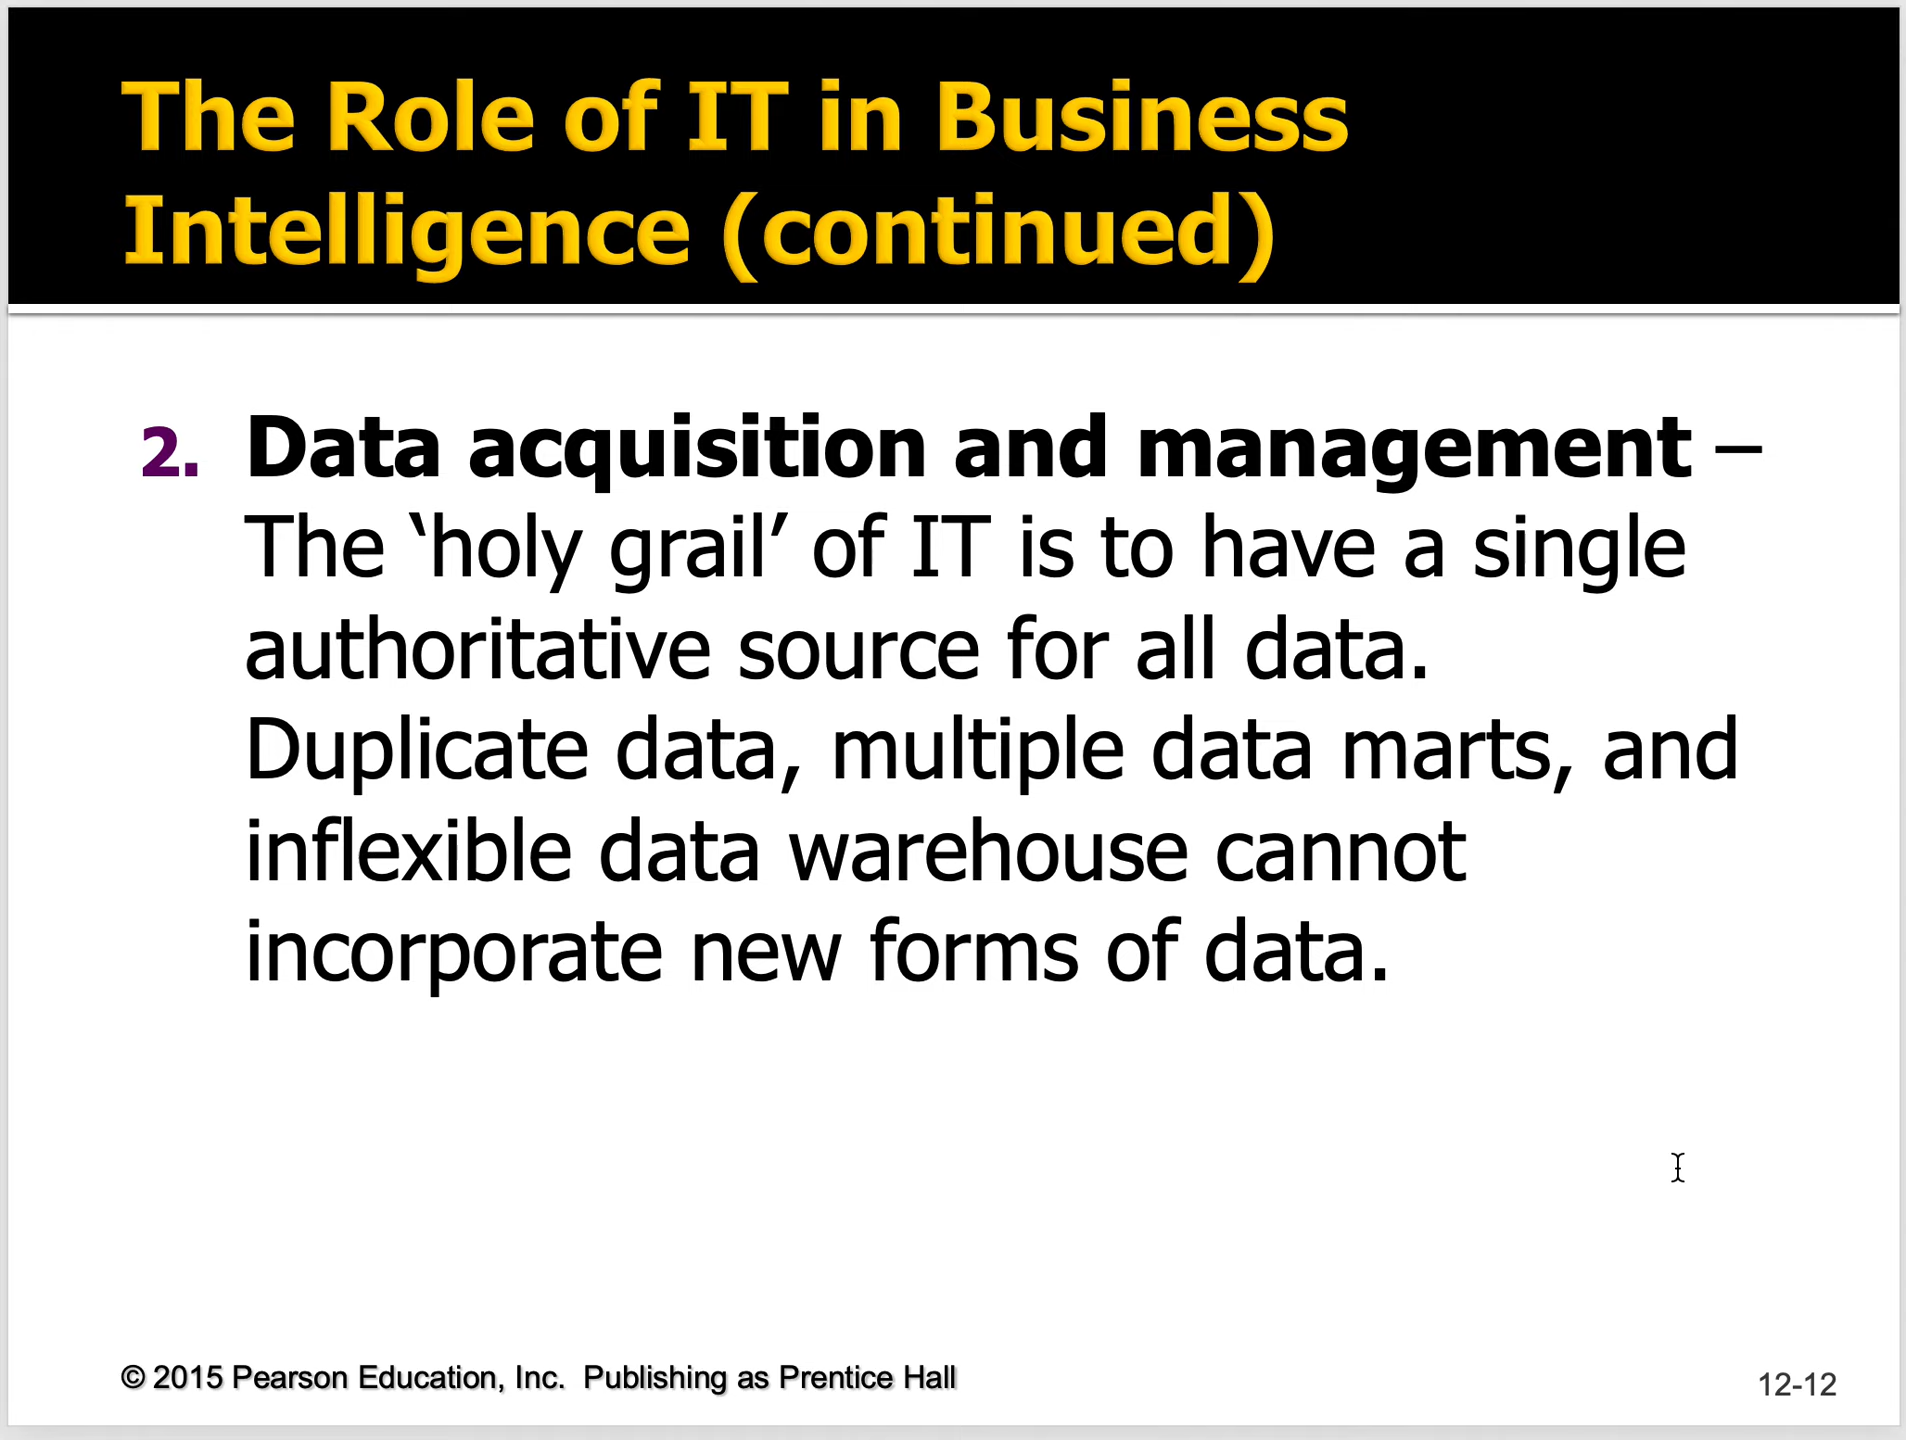 The Role of IT in Business
Intelligence (continued)
2. Data acquisition and management –
The ‘holy grail’ of IT is to have a single
authoritative source for all data.
Duplicate data, multiple data marts, and
inflexible data warehouse cannot
incorporate new forms of data.
© 2015 Pearson Education, Inc.  Publishing as Prentice Hall
12-12